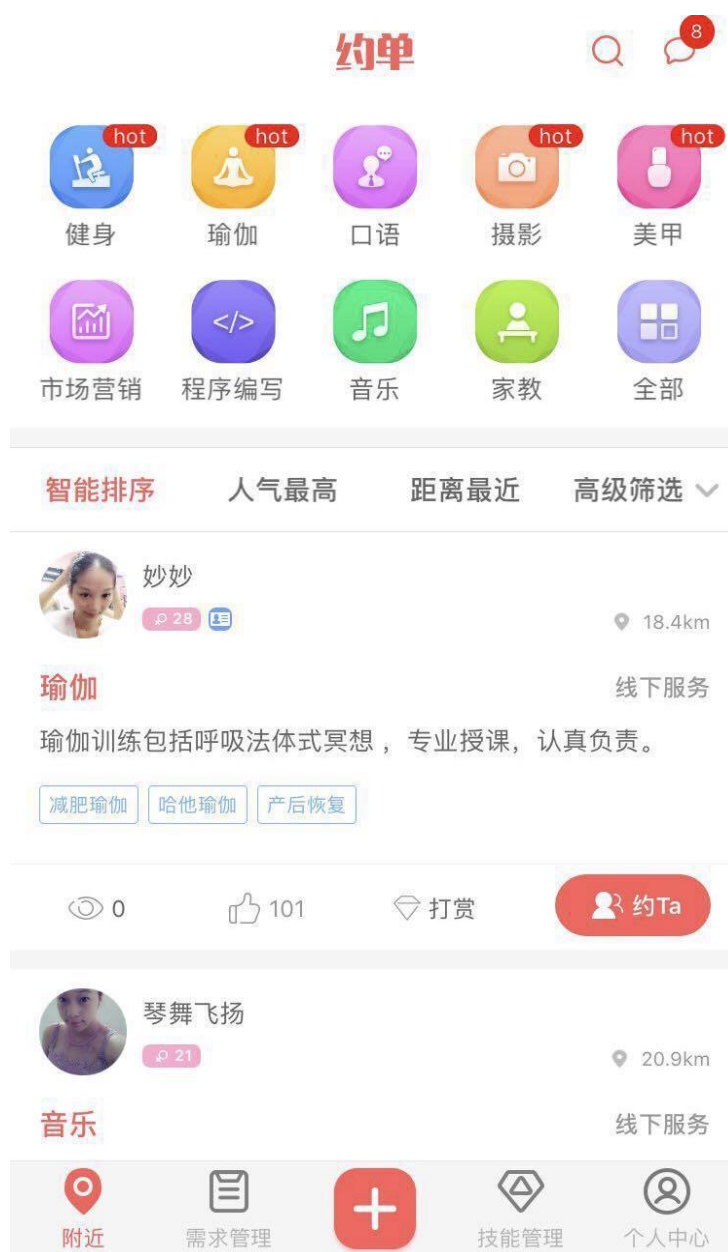 约单
8
hot
hot
hot
hot
健身
瑜伽
口语
摄影
美甲
</>
市场营销
程序编写
音乐
家教
全部
智能排序
人气最高
距离最近
高级筛选
妙妙
28
18.4km
瑜伽
线下服务
瑜伽训练包括呼吸法体式冥想，专业授课，认真负责。
减肥瑜伽
哈他瑜伽
产后恢复
0
101
打赏
约Ta
琴舞飞扬
21
20.9km
音乐
线下服务
附近
需求管理
技能管理
个人中心